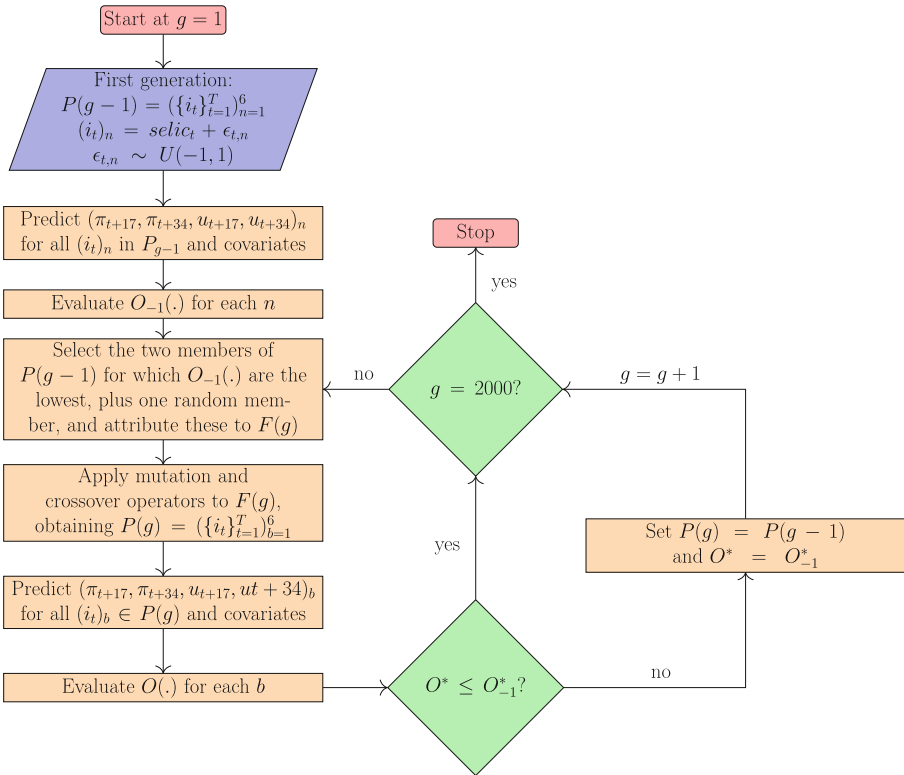 Start at g = 1
First generation:
P(g − 1) = ({i_t}_{t=1}^T)_{n=1}^6
(i_t)_n = selic_t + ϵ_{t,n}
ϵ_{t,n} ∼ U(−1, 1)
Predict (π_{t+17}, π_{t+34}, u_{t+17}, u_{t+34})_n
for all (i_t)_n in P_{g−1} and covariates
Evaluate O_{−1}(.) for each n
Select the two members of
P(g − 1) for which O_{−1}(.) are the
lowest, plus one random mem-
ber, and attribute these to F(g)
Apply mutation and
crossover operators to F(g),
obtaining P(g) = ({i_t}_{t=1}^T)_{b=1}^6
Predict (π_{t+17}, π_{t+34}, u_{t+17}, ut + 34)_b
for all (i_t)_b ∈ P(g) and covariates
Evaluate O(.) for each b
O^* ≤ O_{−1}^*?
yes
no
Set P(g) = P(g − 1)
and O^* = O_{−1}^*
g = g + 1
g = 2000?
no
yes
Stop